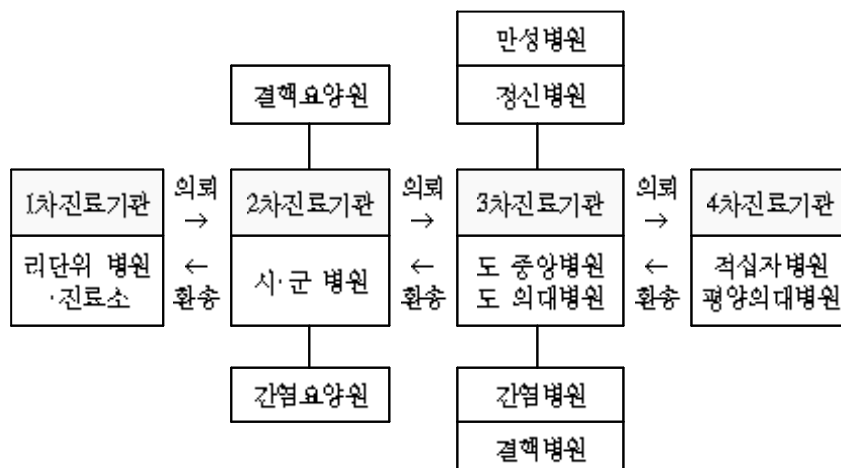 만성병원
결핵요양원
정신병원
1차진료기관
의뢰
→
2차진료기관
의뢰
→
3차진료기관
의뢰
→
4차진료기관
리단위 병원
·진료소
←
환송
시·군 병원
←
환송
도 중앙병원
도 의대병원
←
환송
적십자병원
평양의대병원
간염요양원
간염병원
결핵병원